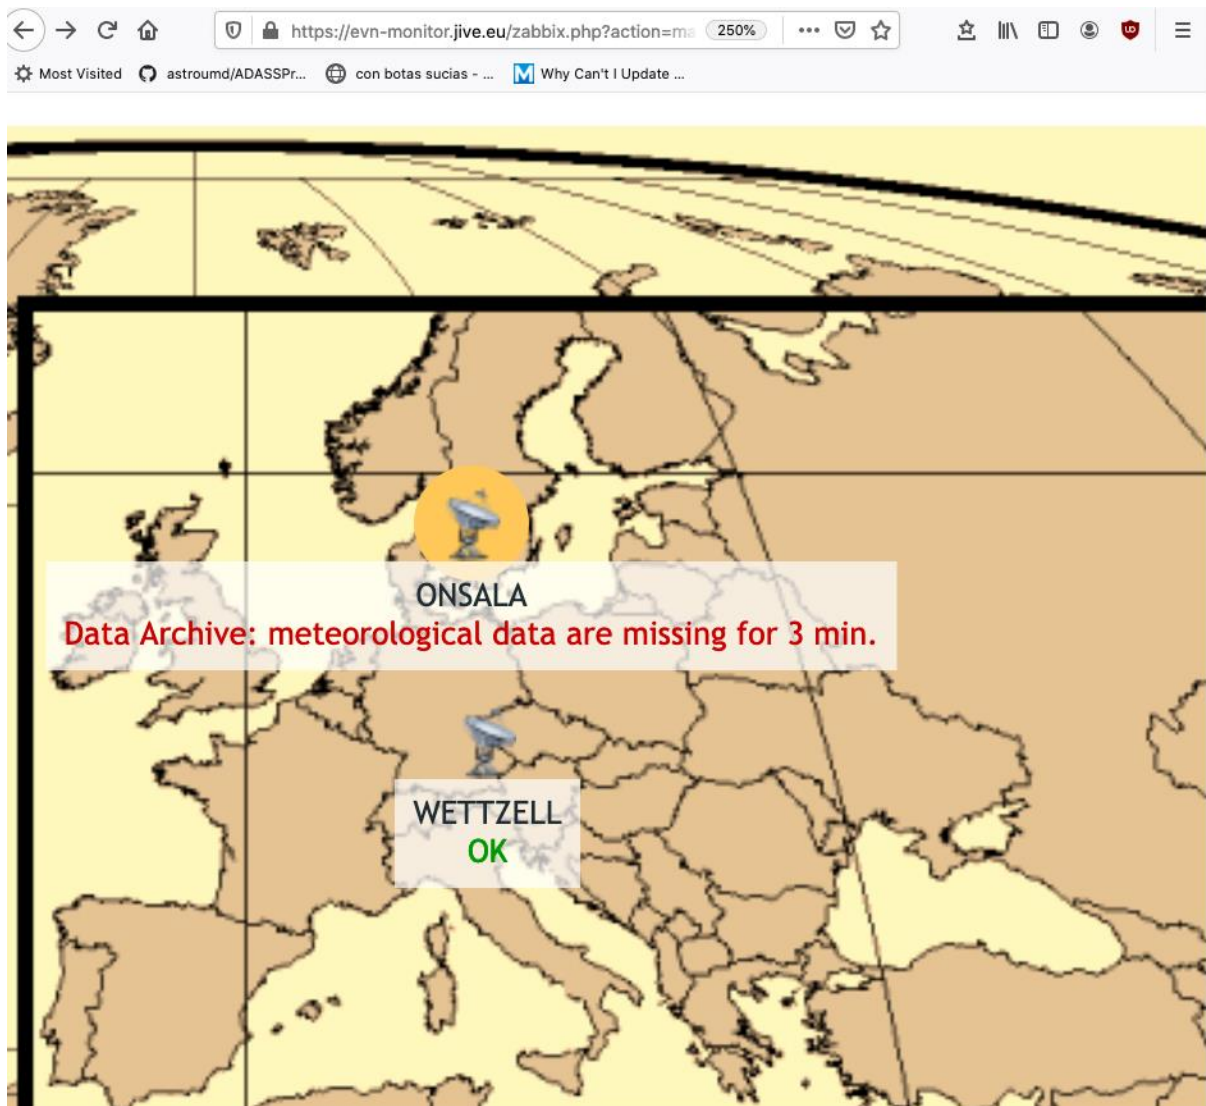 https://evn-monitor.jive.eu/zabbix.php?action=ma 250%
Most Visited astroumd/ADASSPr... con botas sucias - ... Why Can't I Update ...
ONSALA
Data Archive: meteorological data are missing for 3 min.
WETTZELL
OK